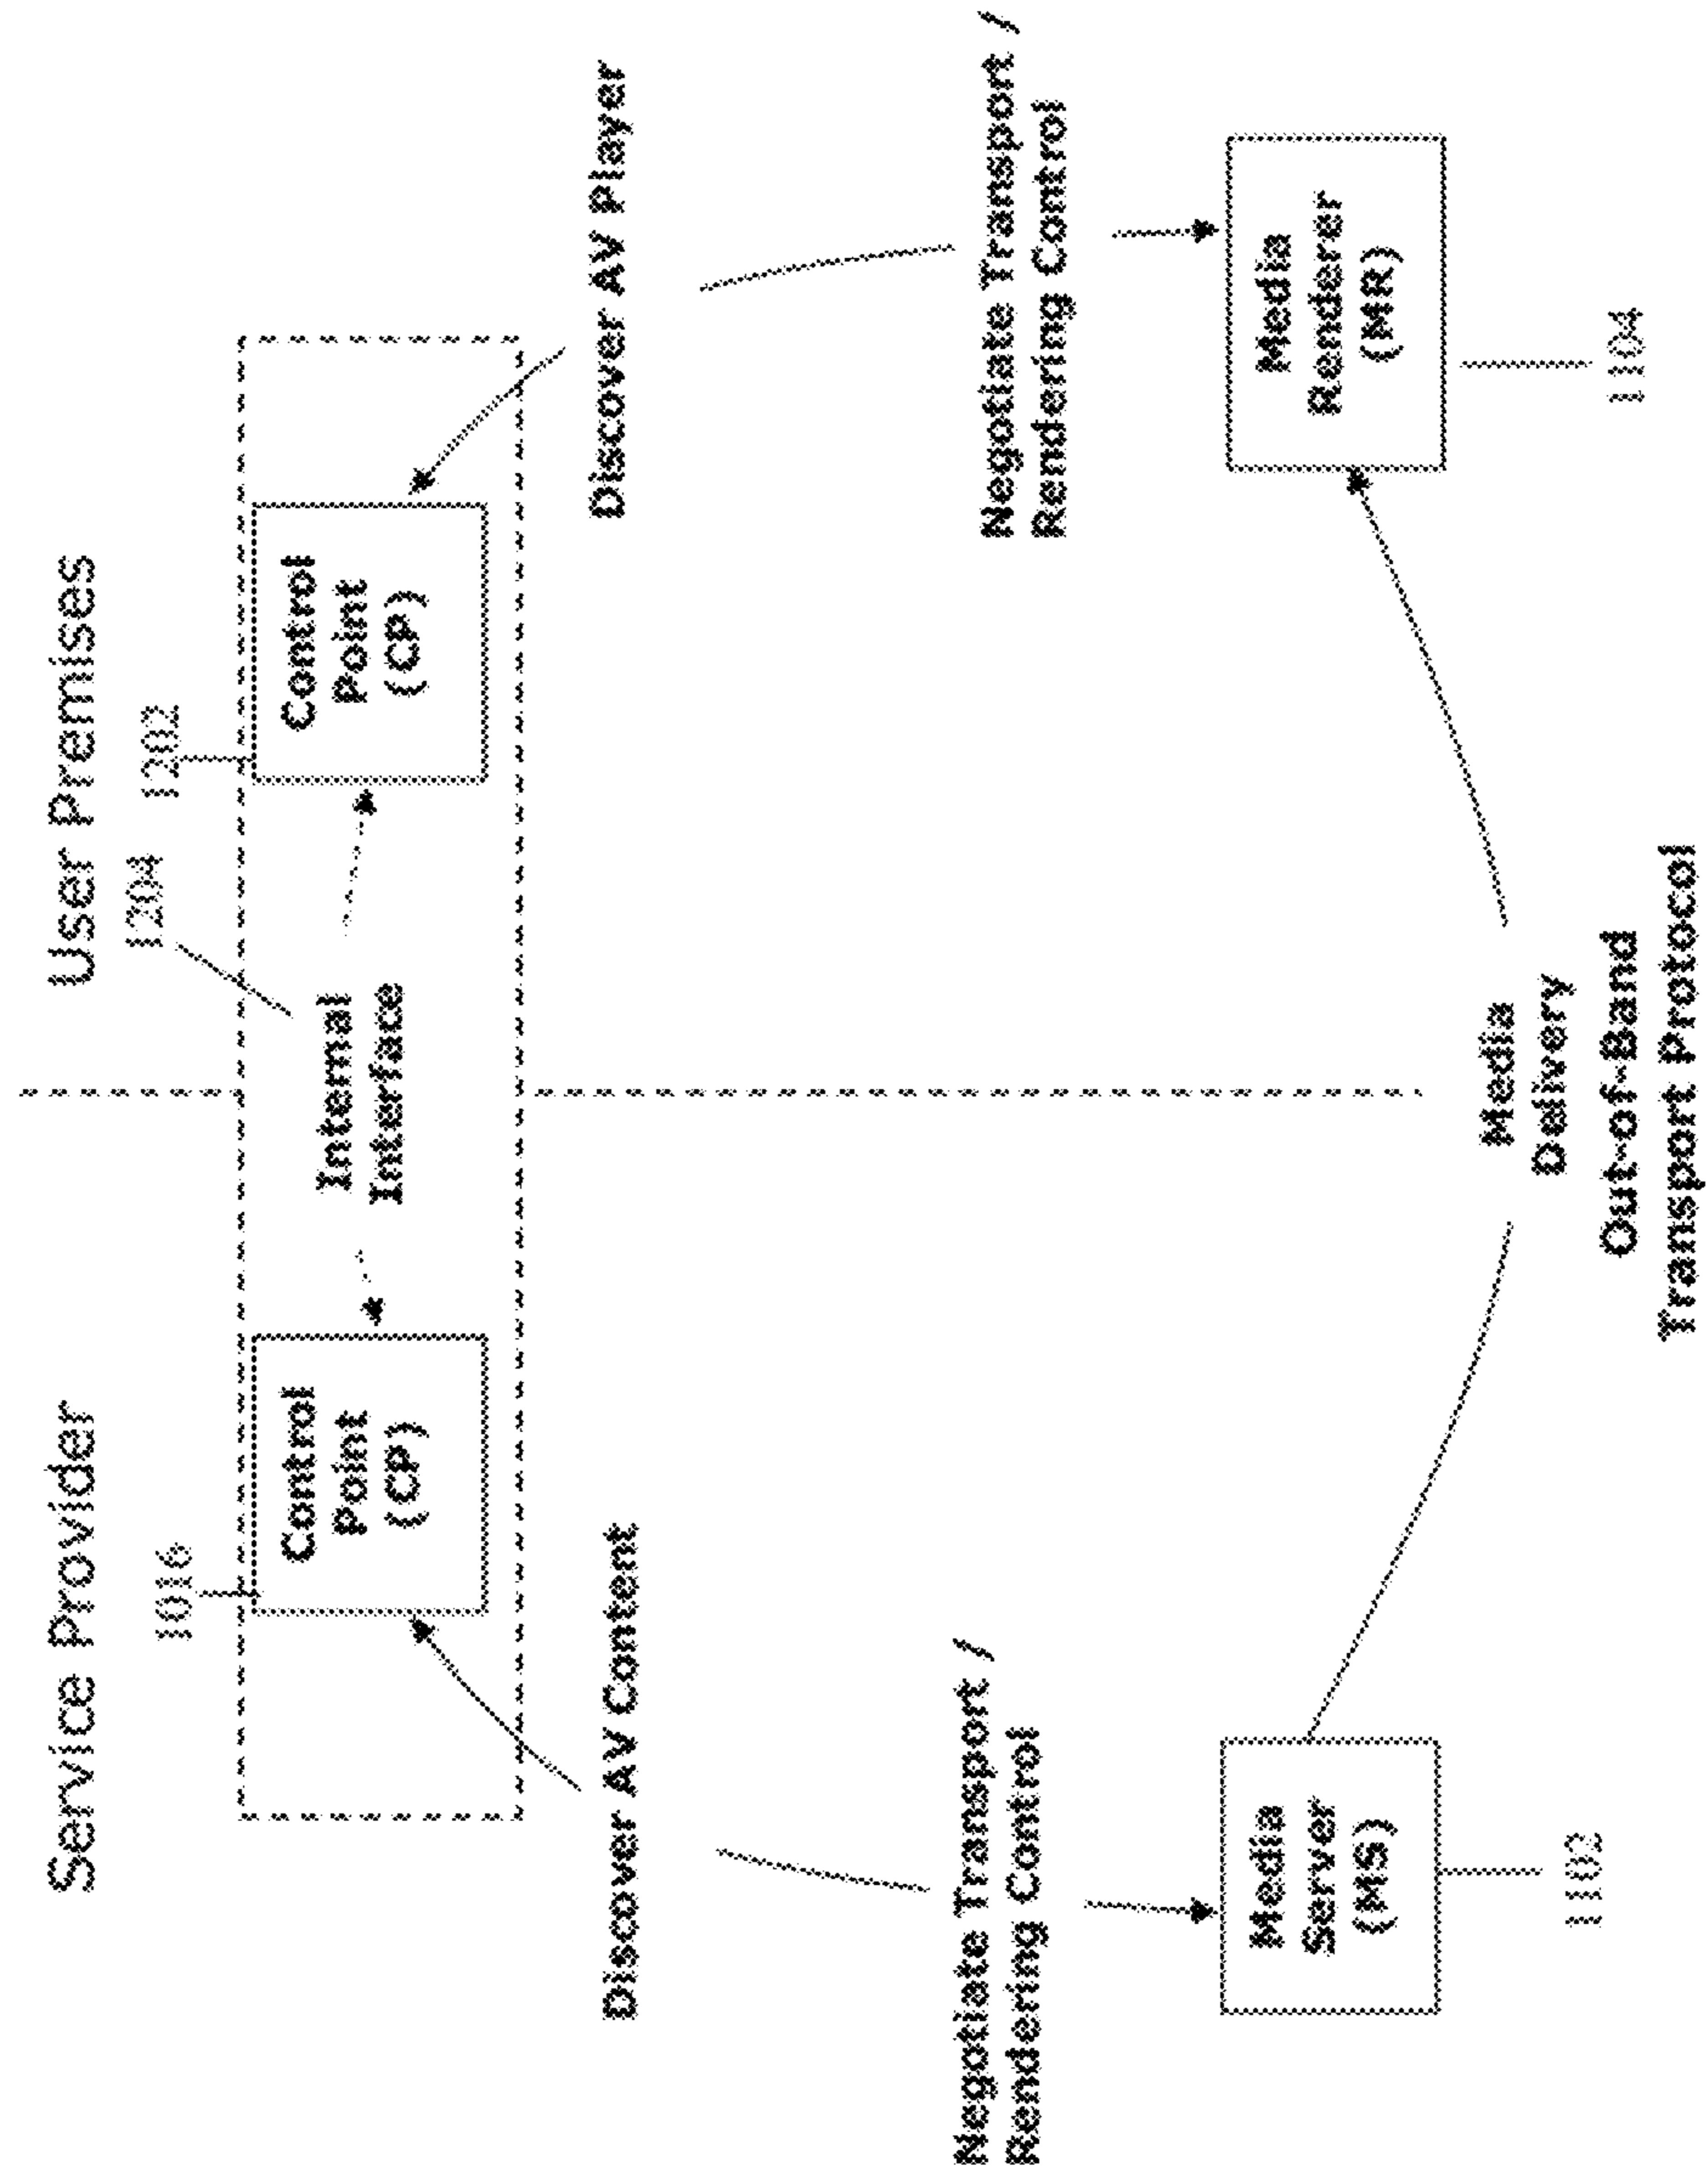 Service Provider
User Premises
1016
1204
1202
Control
Point
(CP)
Internal
Interface
Control
Point
(CP)
Discover AV Content
Discover AV Player
Negotiate Transport /
Rendering Control
Negotiate Transport /
Rendering Control
Media
Server
(MS)
Media
Renderer
(MR)
1102
1104
Media
Delivery
Out-of-Band
Transport Protocol